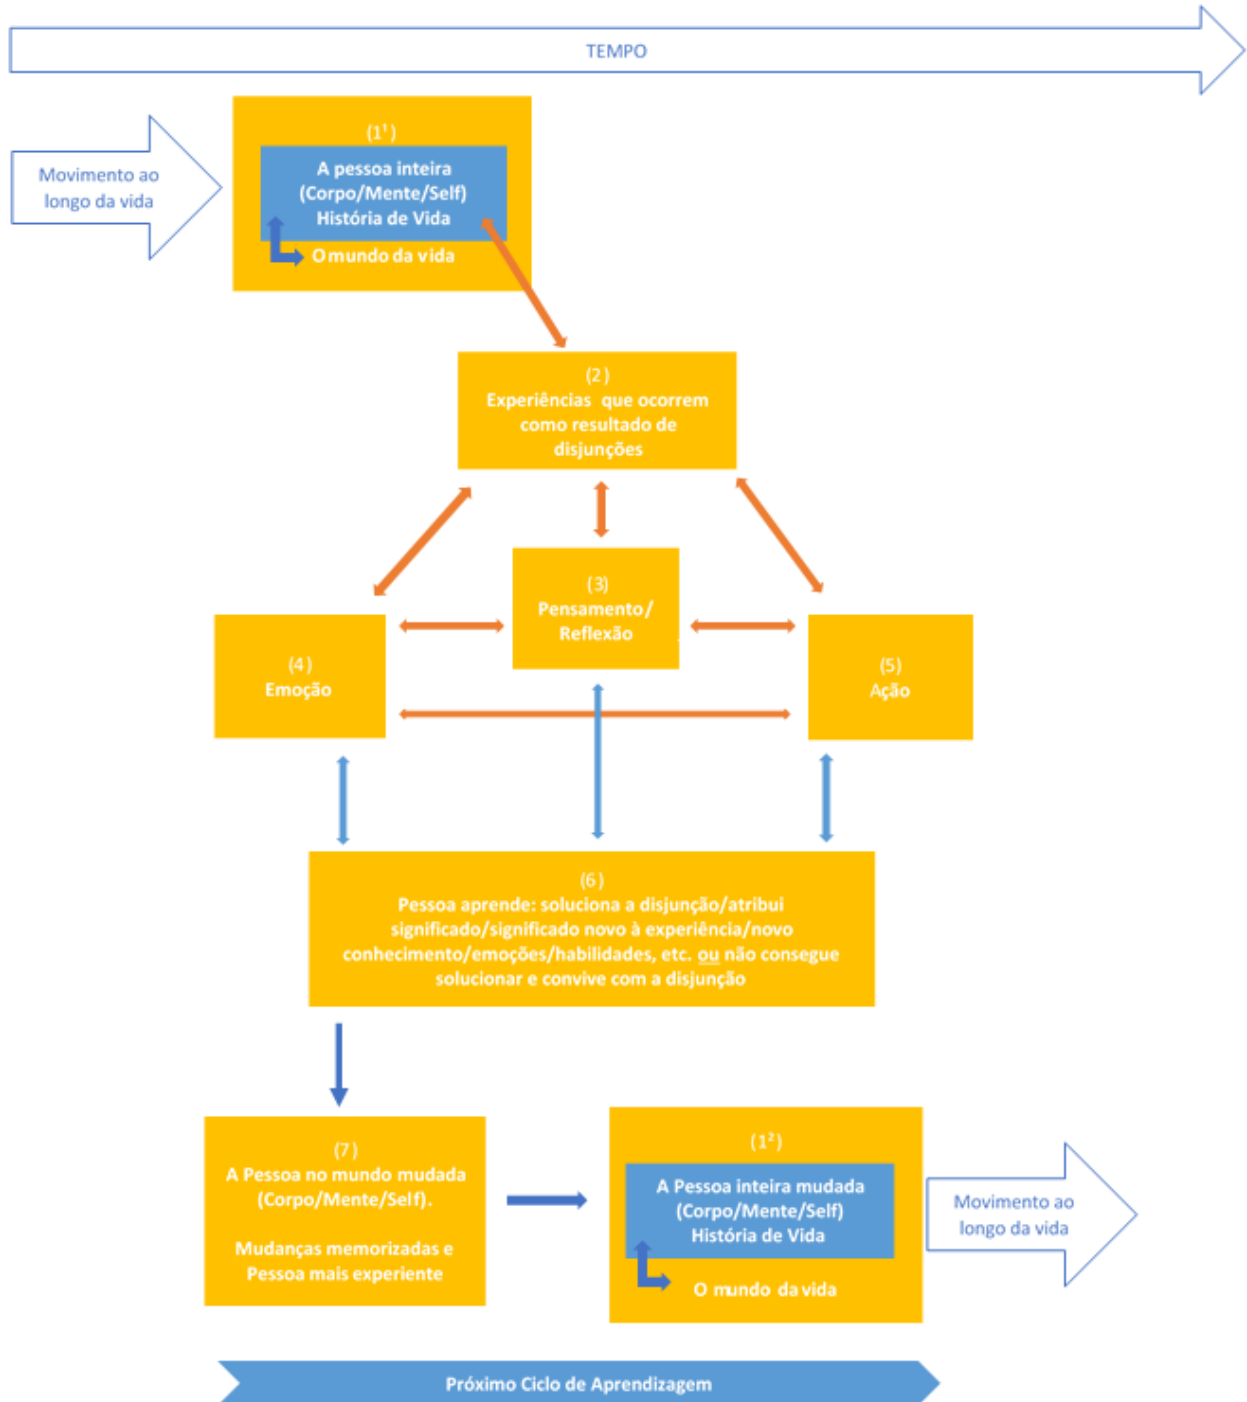 TEMPO
Movimento ao
longo da vida
(1¹)
A pessoa inteira
(Corpo/Mente/Self)
História de Vida
O mundo da vida
(2)
Experiências que ocorrem
como resultado de
disjunções
(3)
Pensamento/
Reflexão
(4)
Emoção
(5)
Ação
(6)
Pessoa aprende: soluciona a disjunção/atribui
significado/significado novo à experiência/novo
conhecimento/emoções/habilidades, etc. ou não consegue
solucionar e convive com a disjunção
(7)
A Pessoa no mundo mudada
(Corpo/Mente/Self).
Mudanças memorizadas e
Pessoa mais experiente
(1²)
A Pessoa inteira mudada
(Corpo/Mente/Self)
História de Vida
O mundo da vida
Movimento ao
longo da vida
Próximo Ciclo de Aprendizagem